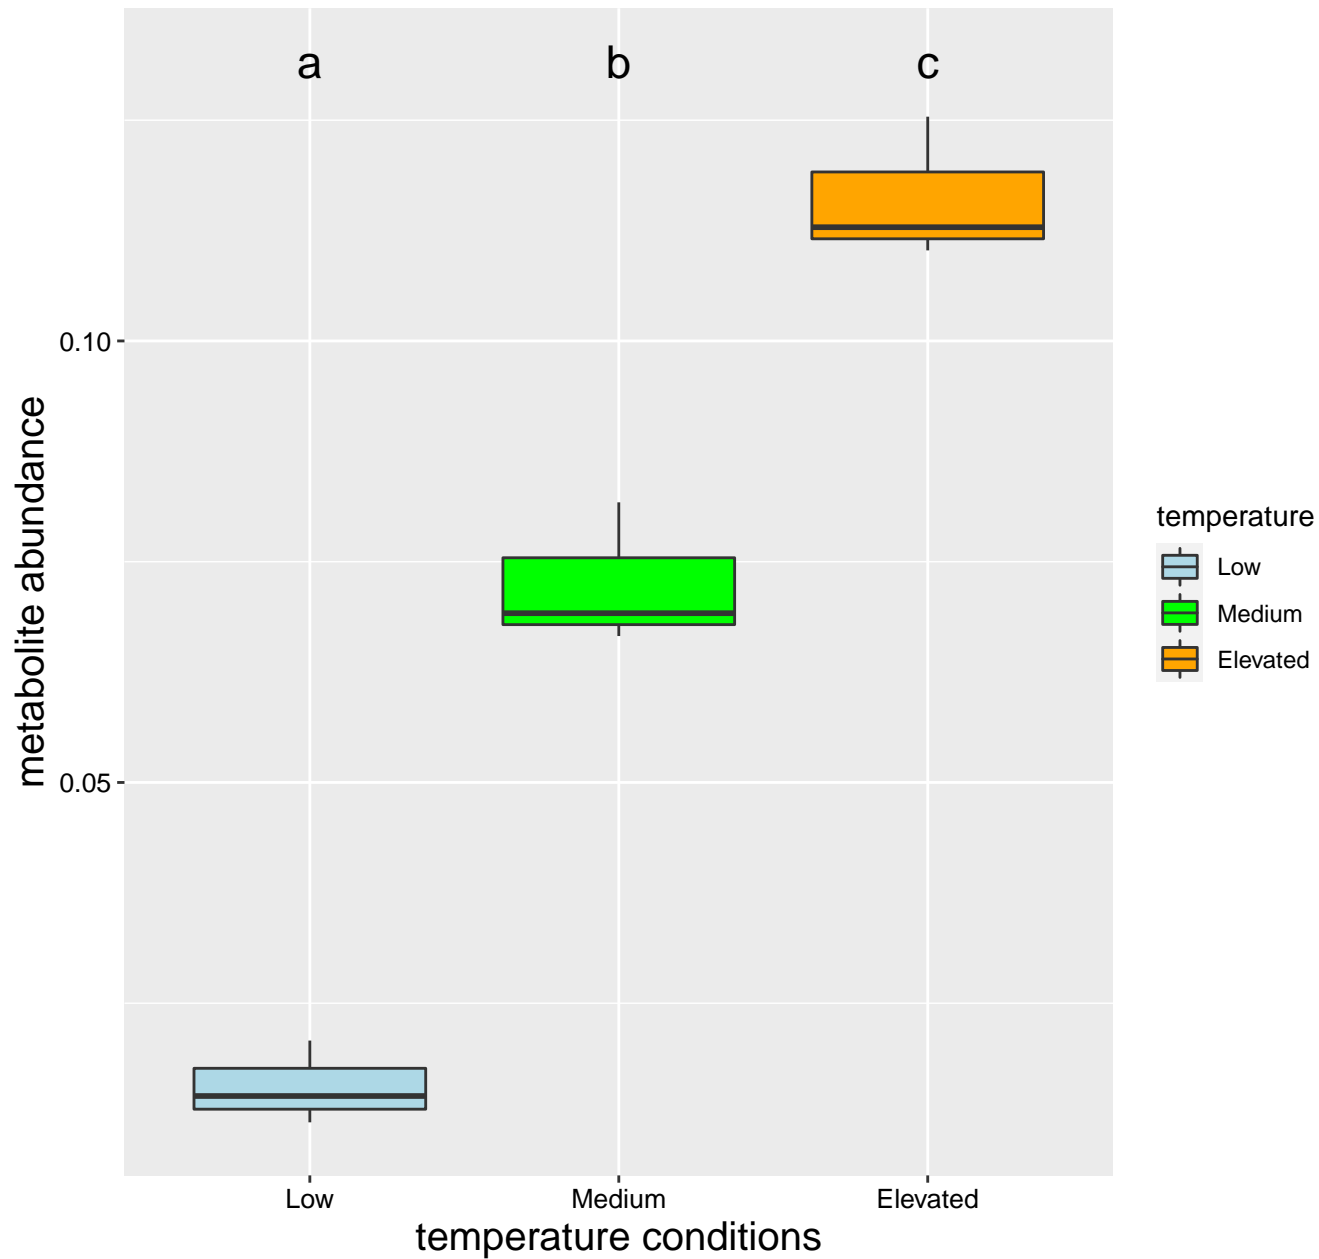 a b c
metabolite abundance
0.10
0.05
Low Medium Elevated
temperature conditions
temperature
Low
Medium
Elevated